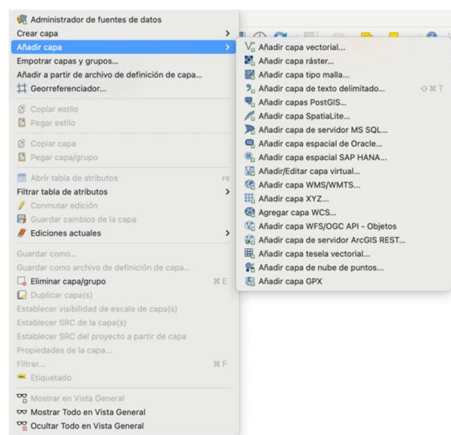 Administrador de fuentes de datos
Crear capa
Añadir capa
Empotrar capas y grupos...
Añadir a partir de archivo de definición de capa...
Georreferenciador...
Copiar estilo
Pegar estilo
Copiar capa
Pegar capa/grupo
Abrir tabla de atributos F6
Filtrar tabla de atributos
Conmutar edición
Guardar cambios de la capa
Ediciones actuales
Guardar como...
Guardar como archivo de definición de capa...
Eliminar capa/grupo ⌘ E
Duplicar capa(s)
Establecer visibilidad de escala de capa(s)
Establecer SRC de la capa(s)
Establecer SRC del proyecto a partir de capa
Propiedades de la capa...
Filtrar... ⌘ F
Etiquetado
Mostrar en Vista General
Mostrar Todo en Vista General
Ocultar Todo en Vista General
Añadir capa vectorial...
Añadir capa ráster...
Añadir capa tipo malla...
Añadir capa de texto delimitado... ⇧ ⌘ T
Añadir capas PostGIS...
Añadir capa SpatiaLite...
Añadir capa de servidor MS SQL...
Añadir capa espacial de Oracle...
Añadir capa espacial SAP HANA...
Añadir/Editar capa virtual...
Añadir capa WMS/WMTS...
Añadir capa XYZ...
Agregar capa WCS...
Añadir capa WFS/OGC API - Objetos
Añadir capa de servidor ArcGIS REST...
Añadir capa tesela vectorial...
Añadir capa de nube de puntos...
Añadir capa GPX